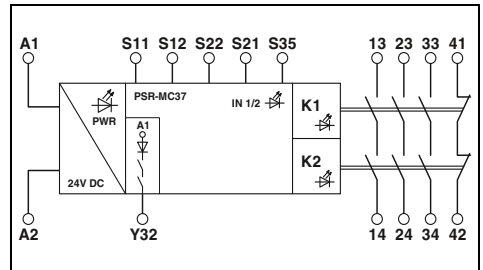 A1 S11 S12 S22 S21 S35 13 23 33 41
PSR-MC37
IN 1/2
K1
PWR
A1
K2
24V DC
A2 Y32 14 24 34 42